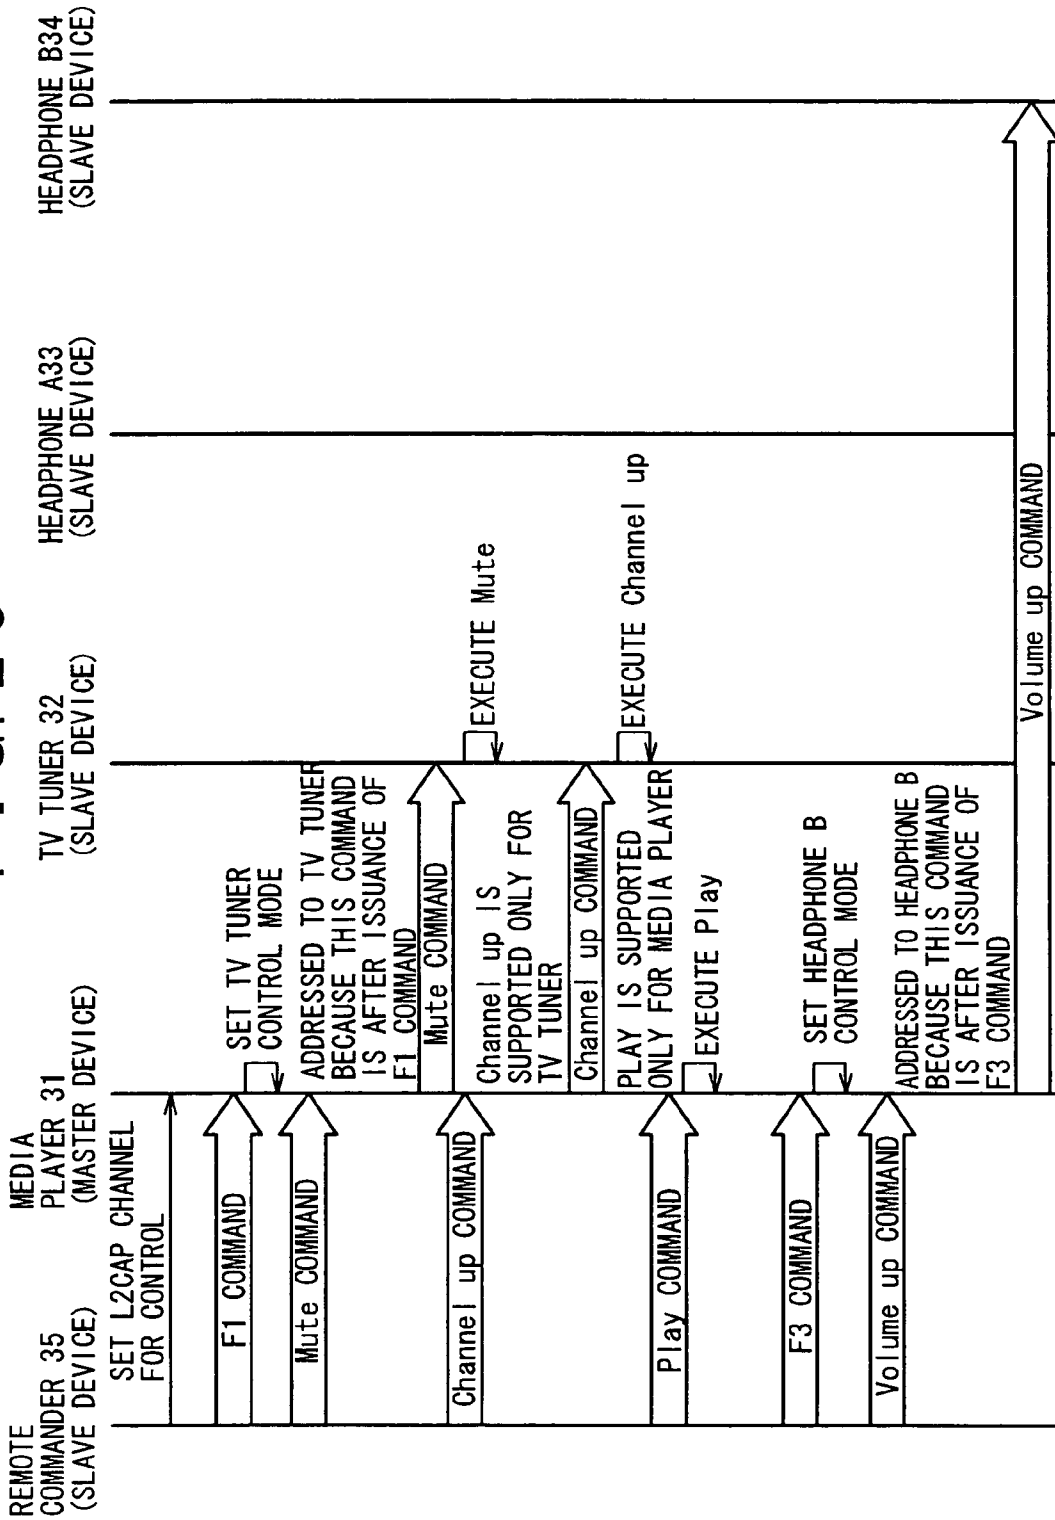 REMOTE
COMMANDER 35
(SLAVE DEVICE)
MEDIA
PLAYER 31
(MASTER DEVICE)
TV TUNER 32
(SLAVE DEVICE)
HEADPHONE A33
(SLAVE DEVICE)
HEADPHONE B34
(SLAVE DEVICE)
SET L2CAP CHANNEL
FOR CONTROL
F1 COMMAND
SET TV TUNER
CONTROL MODE
Mute COMMAND
ADDRESSED TO TV TUNER
BECAUSE THIS COMMAND
IS AFTER ISSUANCE OF
F1 COMMAND
Mute COMMAND
EXECUTE Mute
Channel up COMMAND
Channel up IS
SUPPORTED ONLY FOR
TV TUNER
Channel up COMMAND
EXECUTE Channel up
Play COMMAND
PLAY IS SUPPORTED
ONLY FOR MEDIA PLAYER
EXECUTE Play
F3 COMMAND
SET HEADPHONE B
CONTROL MODE
Volume up COMMAND
ADDRESSED TO HEADPHONE B
BECAUSE THIS COMMAND
IS AFTER ISSUANCE OF
F3 COMMAND
Volume up COMMAND